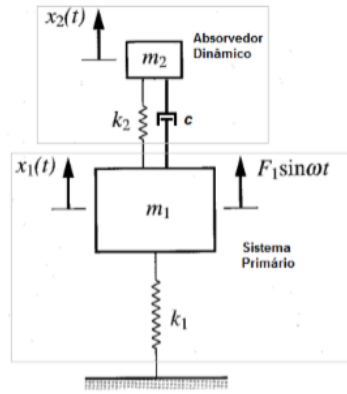 x₂(t)
Absorvedor
Dinâmico
m₂
k₂
c
x₁(t)
F₁sinωt
m₁
Sistema
Primário
k₁